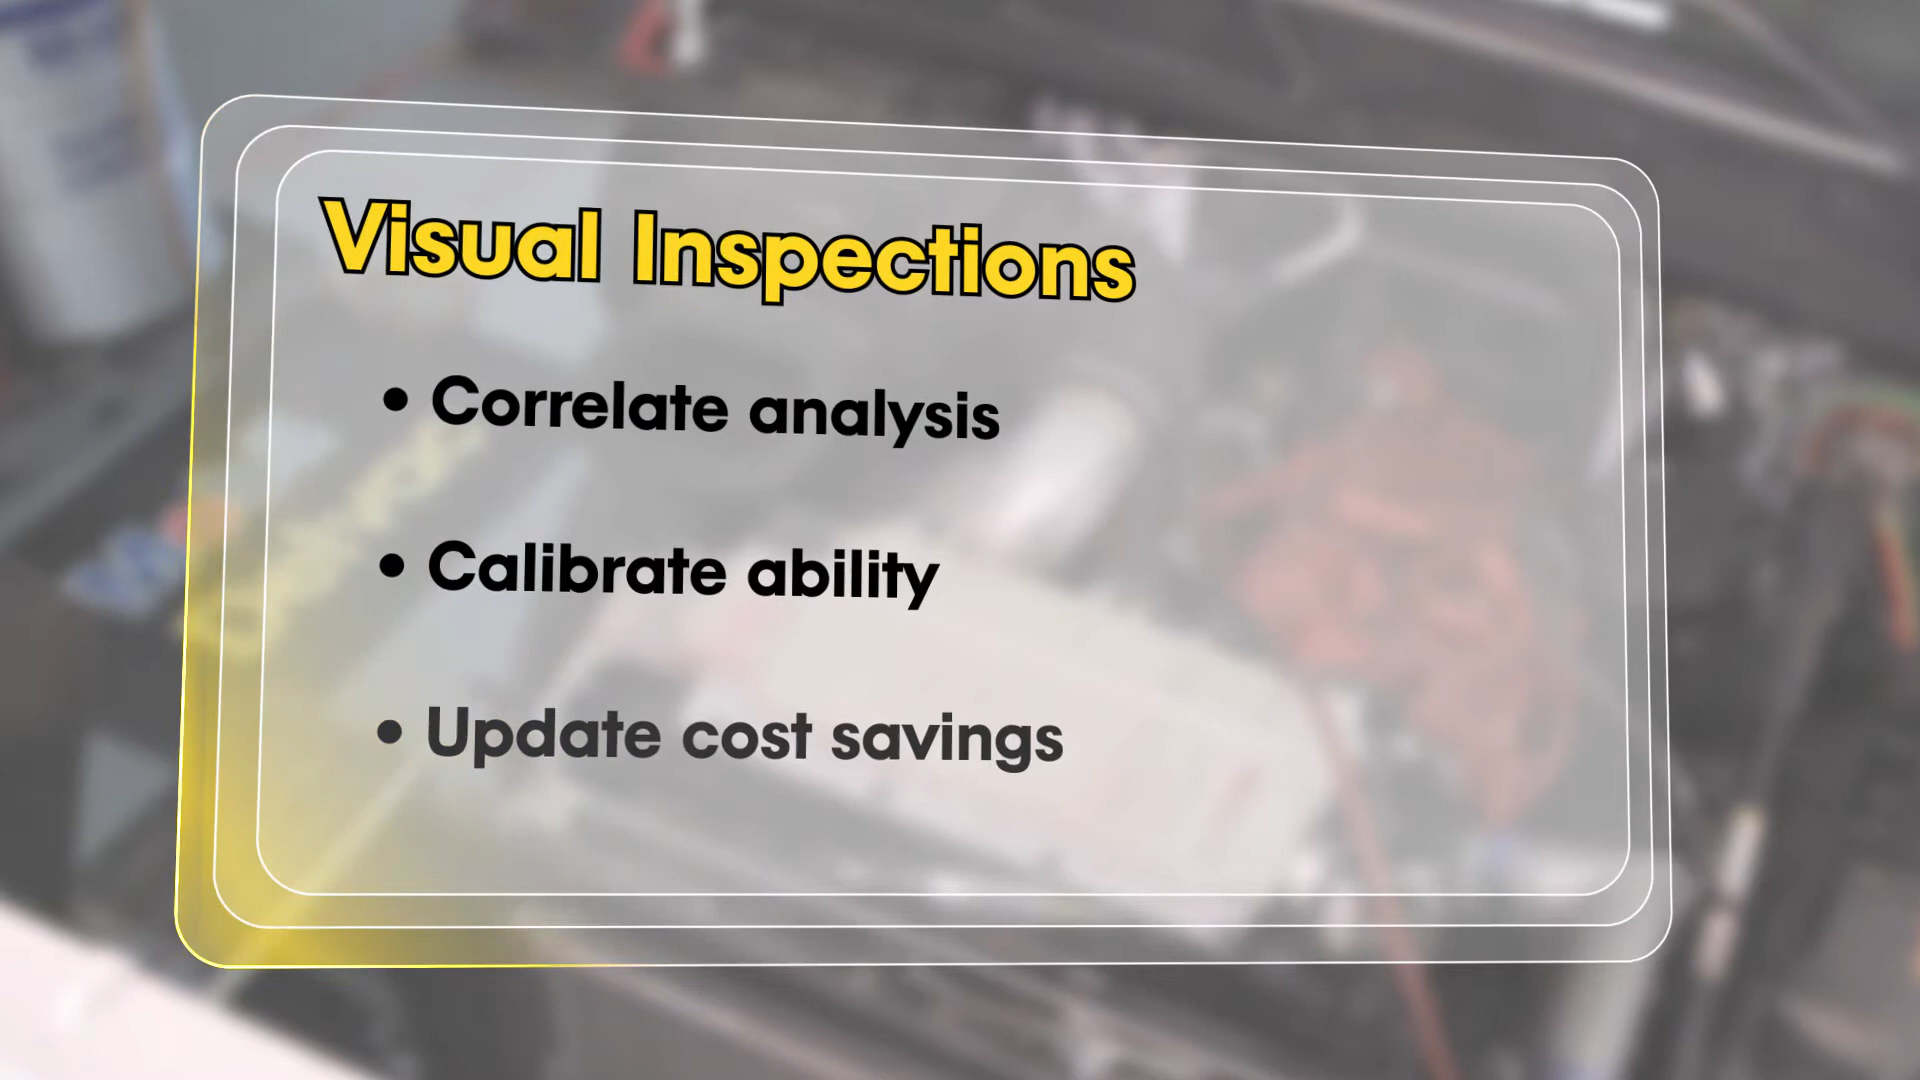 Visual Inspections
• Correlate analysis
• Calibrate ability
• Update cost savings